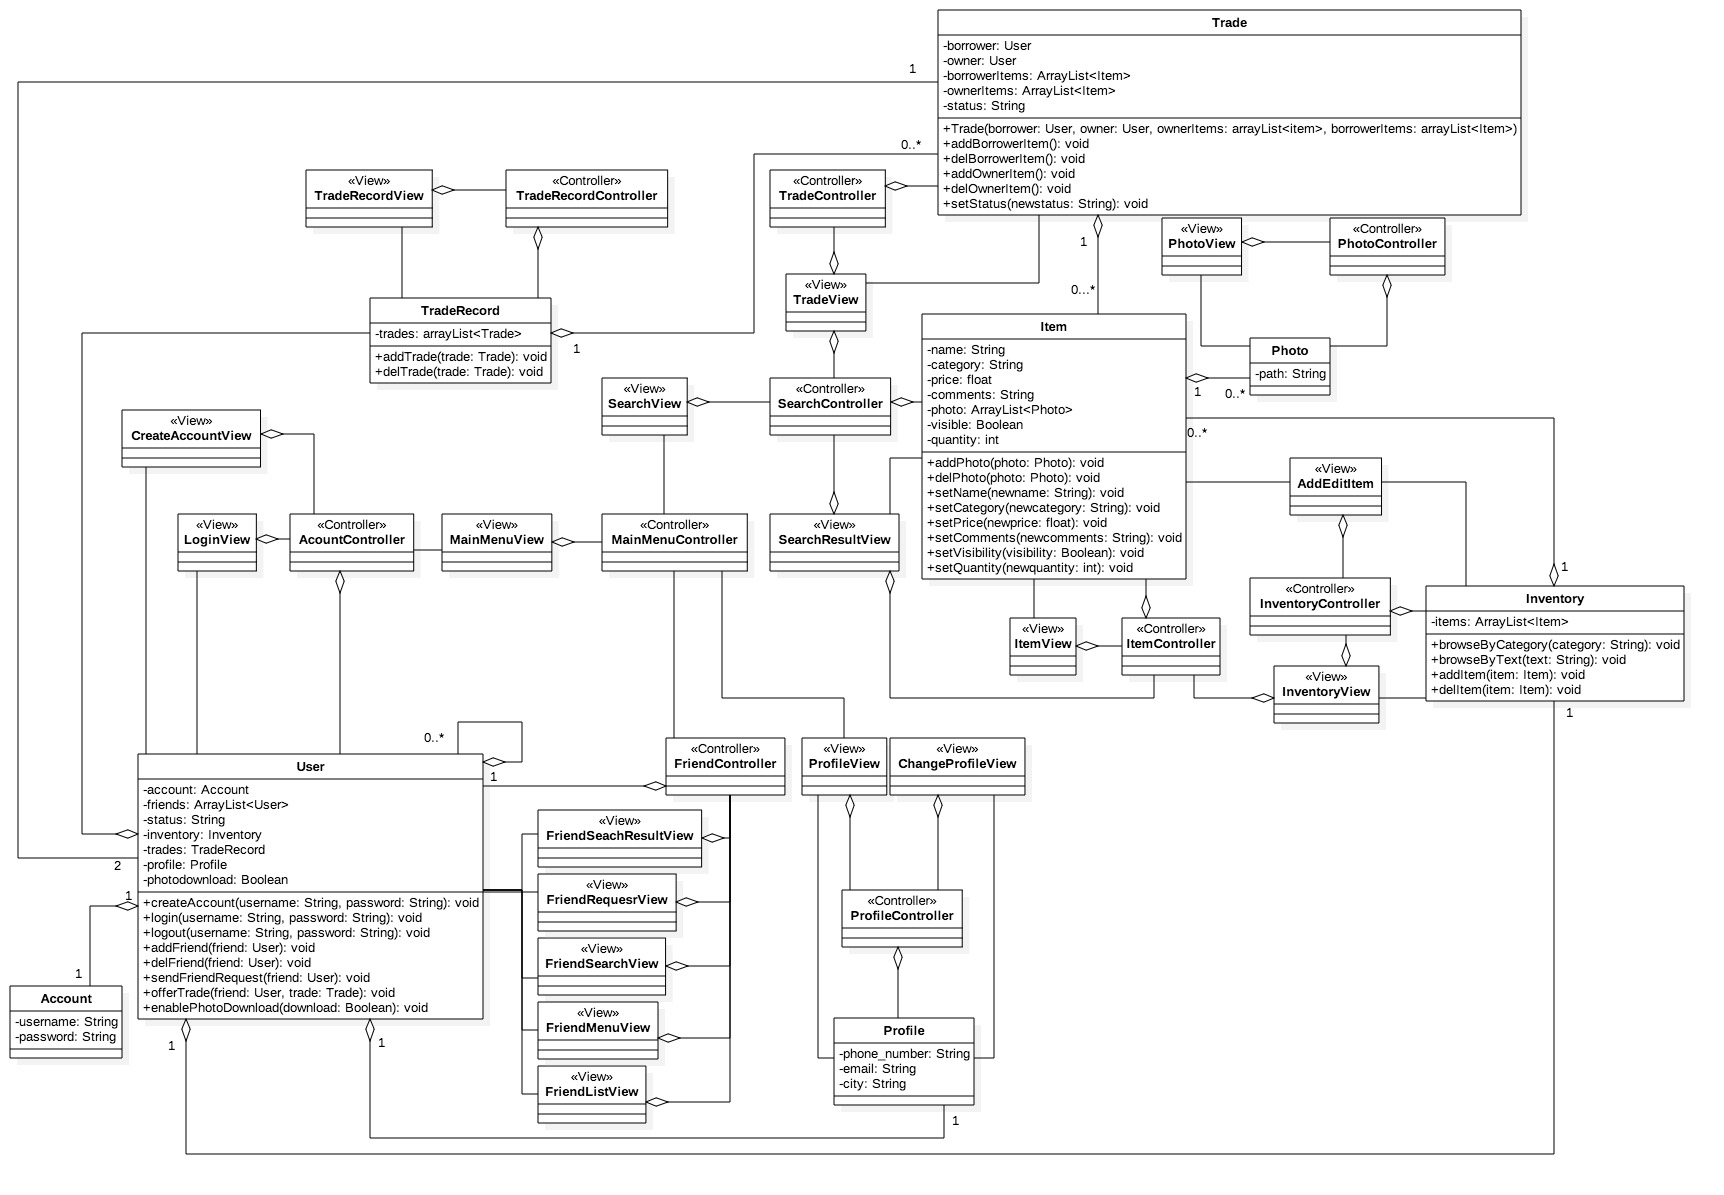 Trade
-borrower: User
-owner: User
-borrowerItems: ArrayList<Item>
-ownerItems: ArrayList<Item>
-status: String
+Trade(borrower: User, owner: User, ownerItems: arrayList<item>, borrowerItems: arrayList<Item>)
+addBorrowerItem(): void
+delBorrowerItem(): void
+addOwnerItem(): void
+delOwnerItem(): void
+setStatus(newstatus: String): void
1
0..*
«View»
TradeRecordView
«Controller»
TradeRecordController
«Controller»
TradeController
1
0...*
«View»
PhotoView
«Controller»
PhotoController
«View»
TradeView
TradeRecord
-trades: arrayList<Trade>
+addTrade(trade: Trade): void
+delTrade(trade: Trade): void
1
Item
-name: String
-category: String
-price: float
-comments: String
-photo: ArrayList<Photo>
-visible: Boolean
-quantity: int
+addPhoto(photo: Photo): void
+delPhoto(photo: Photo): void
+setName(newname: String): void
+setCategory(newcategory: String): void
+setPrice(newprice: float): void
+setComments(newcomments: String): void
+setVisibility(visibility: Boolean): void
+setQuantity(newquantity: int): void
Photo
-path: String
1
0..*
0..*
«View»
SearchView
«Controller»
SearchController
«View»
CreateAccountView
«View»
AddEditItem
«View»
LoginView
«Controller»
AcountController
«View»
MainMenuView
«Controller»
MainMenuController
«View»
SearchResultView
1
«Controller»
InventoryController
Inventory
-items: ArrayList<Item>
+browseByCategory(category: String): void
+browseByText(text: String): void
+addItem(item: Item): void
+delItem(item: Item): void
1
«View»
ItemView
«Controller»
ItemController
«View»
InventoryView
0..*
1
User
-account: Account
-friends: ArrayList<User>
-status: String
-inventory: Inventory
-trades: TradeRecord
-profile: Profile
-photodownload: Boolean
+createAccount(username: String, password: String): void
+login(username: String, password: String): void
+logout(username: String, password: String): void
+addFriend(friend: User): void
+delFriend(friend: User): void
+sendFriendRequest(friend: User): void
+offerTrade(friend: User, trade: Trade): void
+enablePhotoDownload(download: Boolean): void
2
1
1
1
1
«Controller»
FriendController
«View»
ProfileView
«View»
ChangeProfileView
«View»
FriendSeachResultView
«View»
FriendRequesrView
«View»
FriendSearchView
«View»
FriendMenuView
«View»
FriendListView
«Controller»
ProfileController
Account
-username: String
-password: String
Profile
-phone_number: String
-email: String
-city: String
1